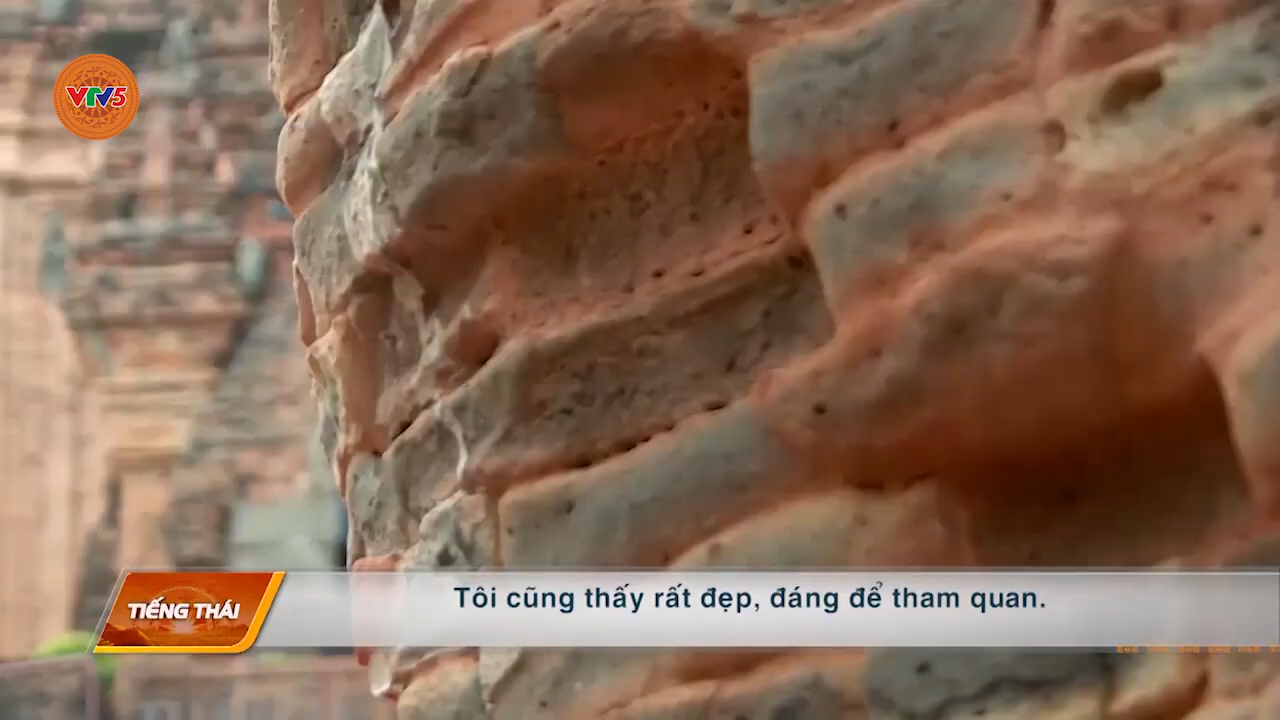 VTV5
TIẾNG THÁI
Tôi cũng thấy rất đẹp, đáng để tham quan.